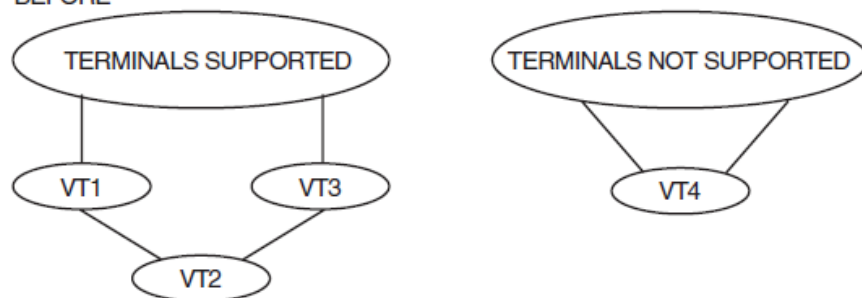 BEFORE
TERMINALS SUPPORTED
TERMINALS NOT SUPPORTED
VT1
VT3
VT4
VT2